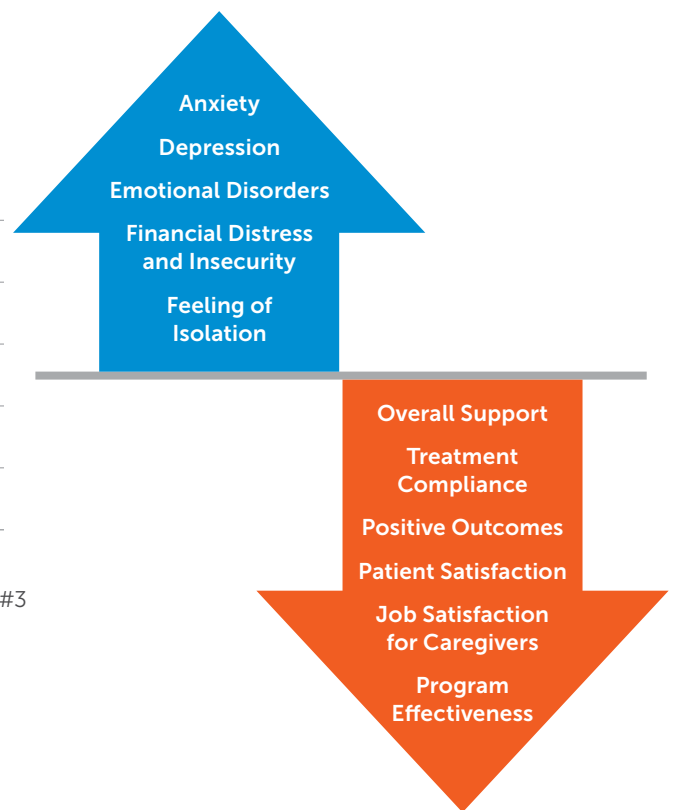 Anxiety
Depression
Emotional Disorders
Financial Distress
and Insecurity
Feeling of
Isolation
Overall Support
Treatment
Compliance
Positive Outcomes
Patient Satisfaction
#3
Job Satisfaction
for Caregivers
Program
Effectiveness